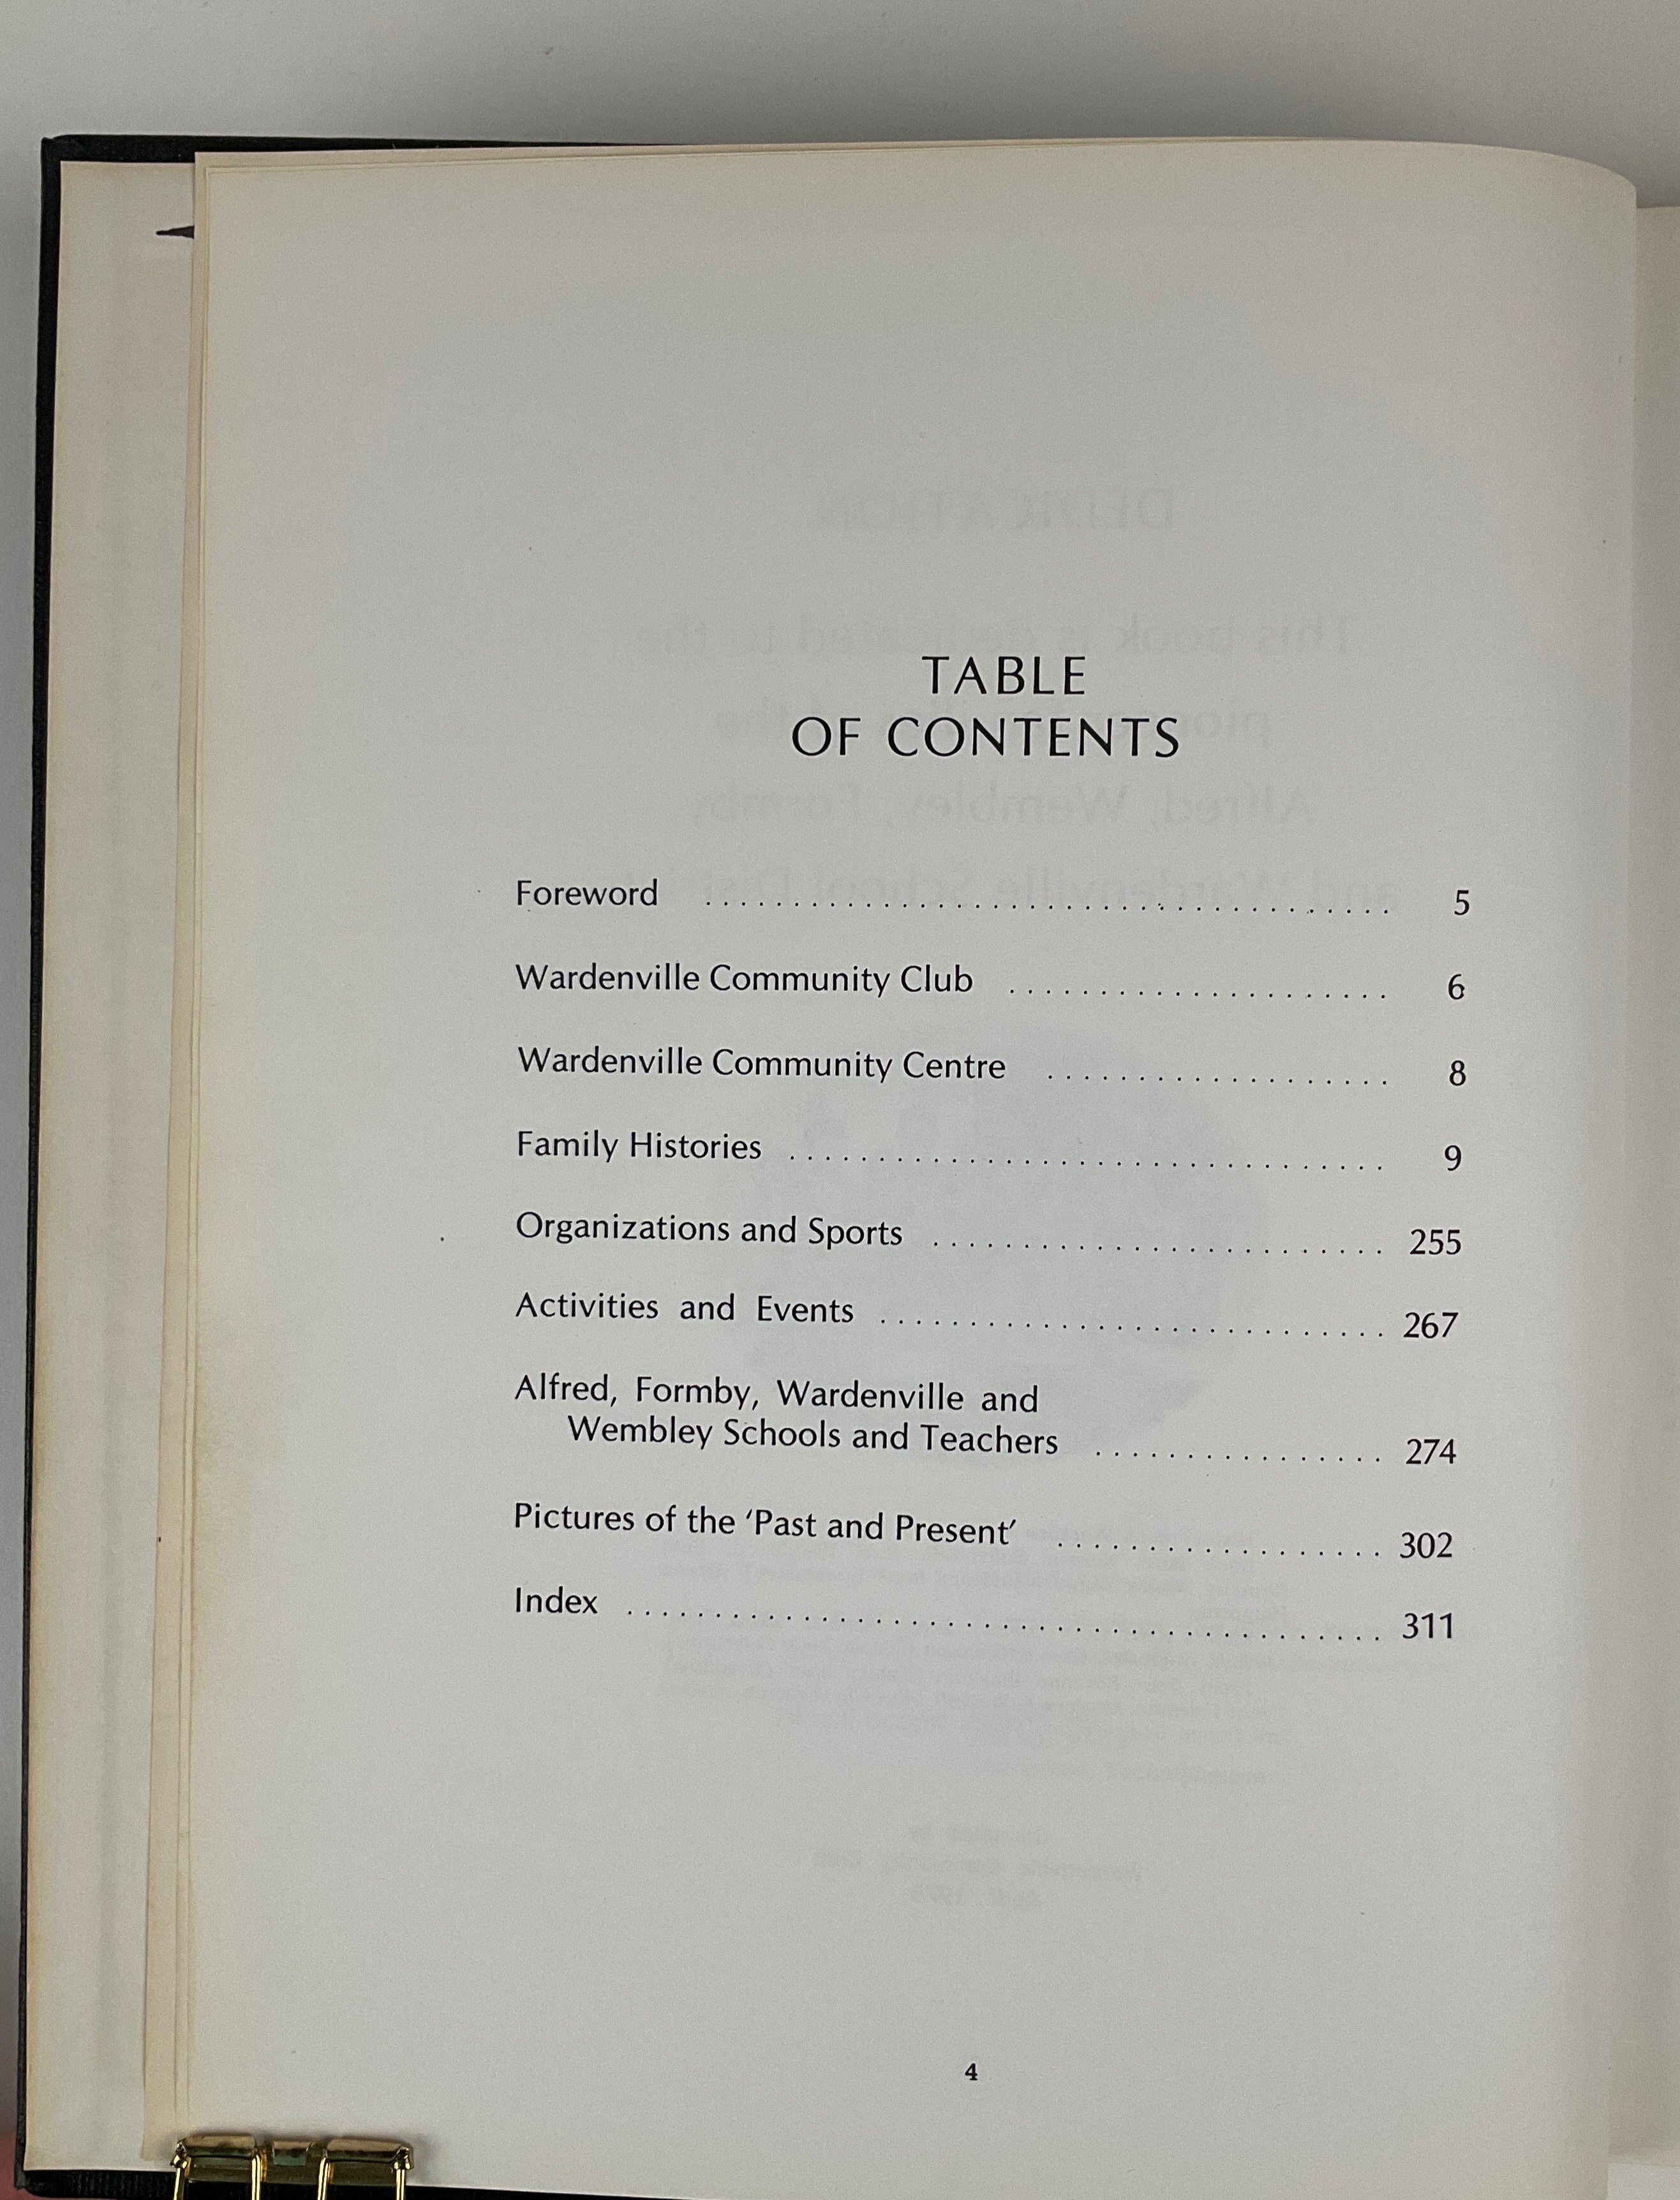 TABLE
OF CONTENTS
Foreword ...................................... 5
Wardenville Community Club ..................... 6
Wardenville Community Centre ................... 8
Family Histories ................................. 9
Organizations and Sports ......................... 255
Activities and Events ............................ 267
Alfred, Formby, Wardenville and
Wembley Schools and Teachers ................ 274
Pictures of the ‘Past and Present’ .................. 302
Index .......................................... 311
4